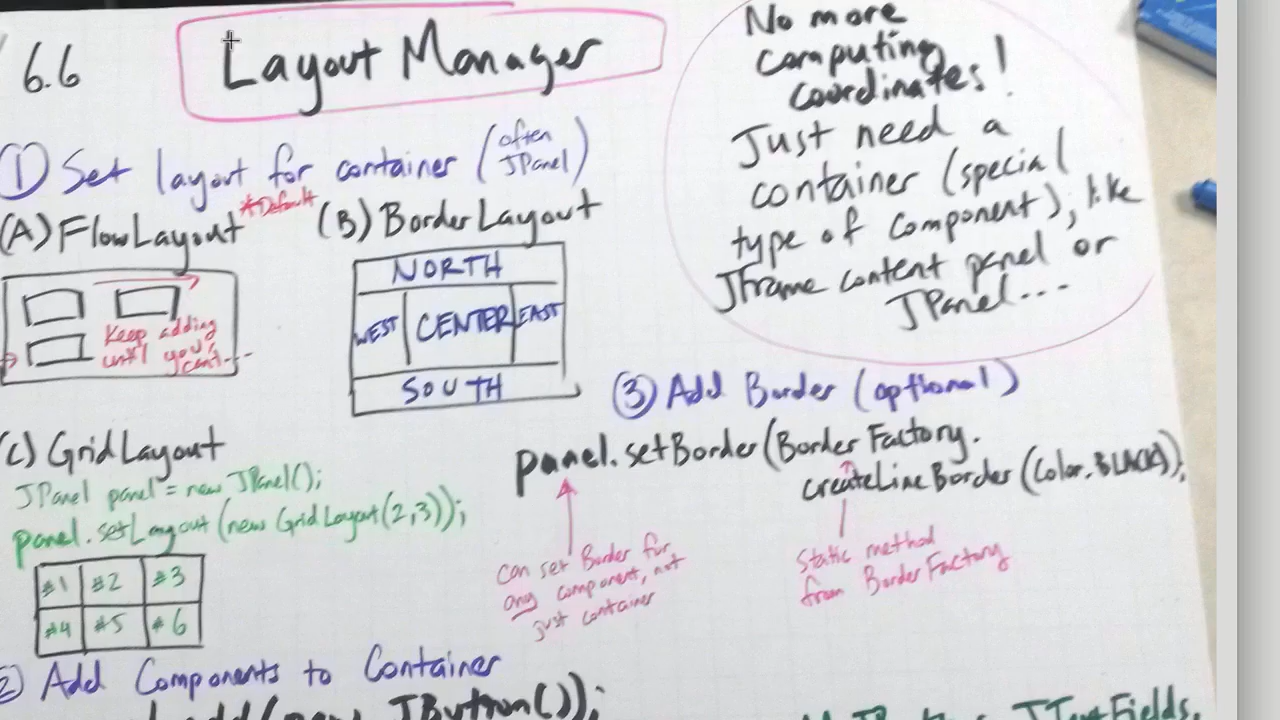 6.6
Layout Manager
No more
computing
coordinates!
Just need a
container (special
type of component), like
JFrame content panel or
JPanel...
① Set layout for container (often
JPanel)
(A) FlowLayout *Default
Keep adding
until you
can't---
(B) BorderLayout
NORTH
WEST CENTER EAST
SOUTH
(C) GridLayout
JPanel panel = new JPanel();
panel.setLayout(new GridLayout(2,3));
#1 #2 #3
#4 #5 #6
③ Add Border (optional)
panel.setBorder(BorderFactory.
createLineBorder(Color.BLACK));
can set Border for
any component, not
just container
Static method
from BorderFactory
2) Add Components to Container
add(new JButton());
JTextFields,